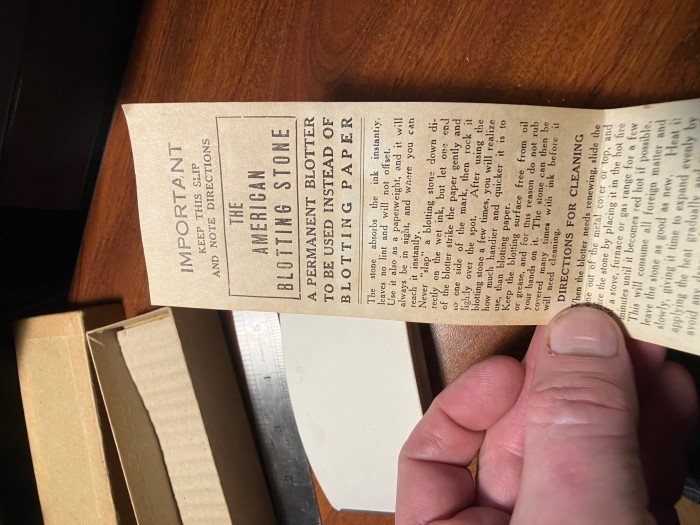 IMPORTANT
KEEP THIS SLIP
AND NOTE DIRECTIONS
THE
AMERICAN
BLOTTING STONE
A PERMANENT BLOTTER
TO BE USED INSTEAD OF
BLOTTING PAPER
The stone absorbs the ink instantly,
leaves no lint and will not offset.
Use it also as a paperweight, and it will
always be in sight, and where you can
reach it instantly.
Never "slap" a blotting stone down di-
rectly on the wet ink, but let one end
of the blotter strike the paper gently and
to one side of the mark, then rock it
lightly over the spot. After using the
blotting stone a few times, you will realize
how much handier and quicker it is to
use, than blotting paper.
Keep the blotting surface free from oil
or grease, and for this reason do not rub
your hands on it. The stone can then be
covered many times with ink before it
will need cleaning.
DIRECTIONS FOR CLEANING
When the blotter needs renewing, slide the
out of the metal cover or top, and
the stone by placing it in the hot fire
a stove, furnace or gas range for a few
minutes until it becomes red hot if possible.
This will consume all foreign matter and
leave the stone as good as new. Heat it
slowly, giving it time to expand evenly by
applying the heat gradually and
avoid